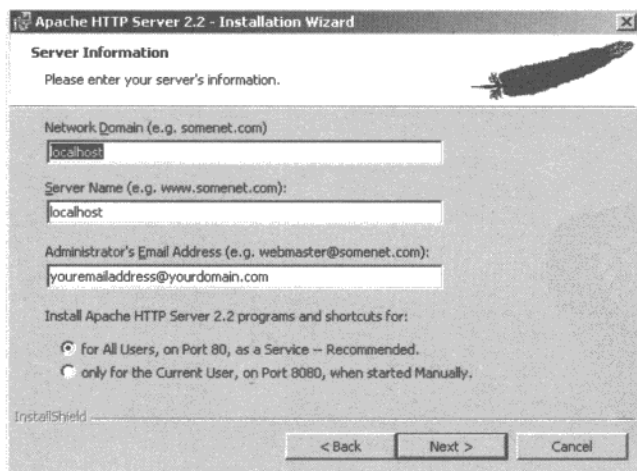 Apache HTTP Server 2.2 - Installation Wizard
Server Information
Please enter your server's information.
Network Domain (e.g. somenet.com)
localhost
Server Name (e.g. www.somenet.com):
localhost
Administrator's Email Address (e.g. webmaster@somenet.com):
youremailaddress@yourdomain.com
Install Apache HTTP Server 2.2 programs and shortcuts for:
for All Users, on Port 80, as a Service -- Recommended.
only for the Current User, on Port 8080, when started Manually.
InstallShield
< Back
Next >
Cancel